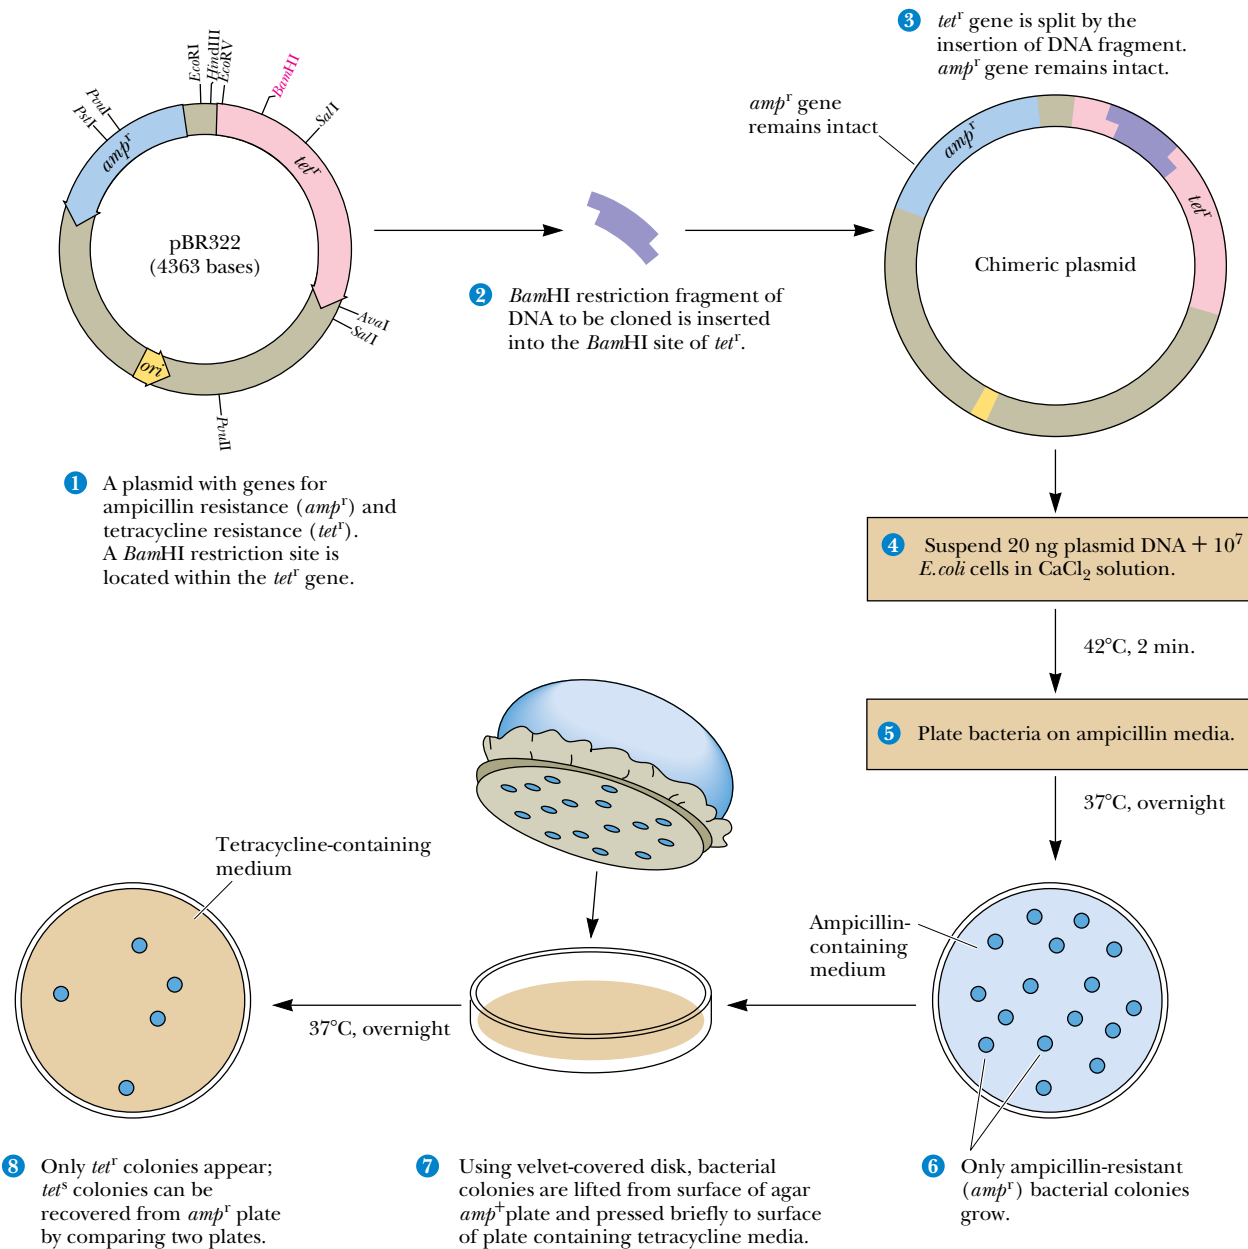 EcoRI
HindIII
EcoRV
BamHI
SalI
PvuI
PstI
ampʳ
tetʳ
pBR322
(4363 bases)
AvaI
SalI
ori
PvuII
1 A plasmid with genes for
ampicillin resistance (ampʳ) and
tetracycline resistance (tetʳ).
A BamHI restriction site is
located within the tetʳ gene.
2 BamHI restriction fragment of
DNA to be cloned is inserted
into the BamHI site of tetʳ.
3 tetʳ gene is split by the
insertion of DNA fragment.
ampʳ gene remains intact.
ampʳ gene
remains intact
ampʳ
tetʳ
Chimeric plasmid
4 Suspend 20 ng plasmid DNA + 10⁷
E.coli cells in CaCl₂ solution.
42°C, 2 min.
5 Plate bacteria on ampicillin media.
37°C, overnight
Ampicillin-
containing
medium
6 Only ampicillin-resistant
(ampʳ) bacterial colonies
grow.
7 Using velvet-covered disk, bacterial
colonies are lifted from surface of agar
amp⁺plate and pressed briefly to surface
of plate containing tetracycline media.
37°C, overnight
Tetracycline-containing
medium
8 Only tetʳ colonies appear;
tetˢ colonies can be
recovered from ampʳ plate
by comparing two plates.